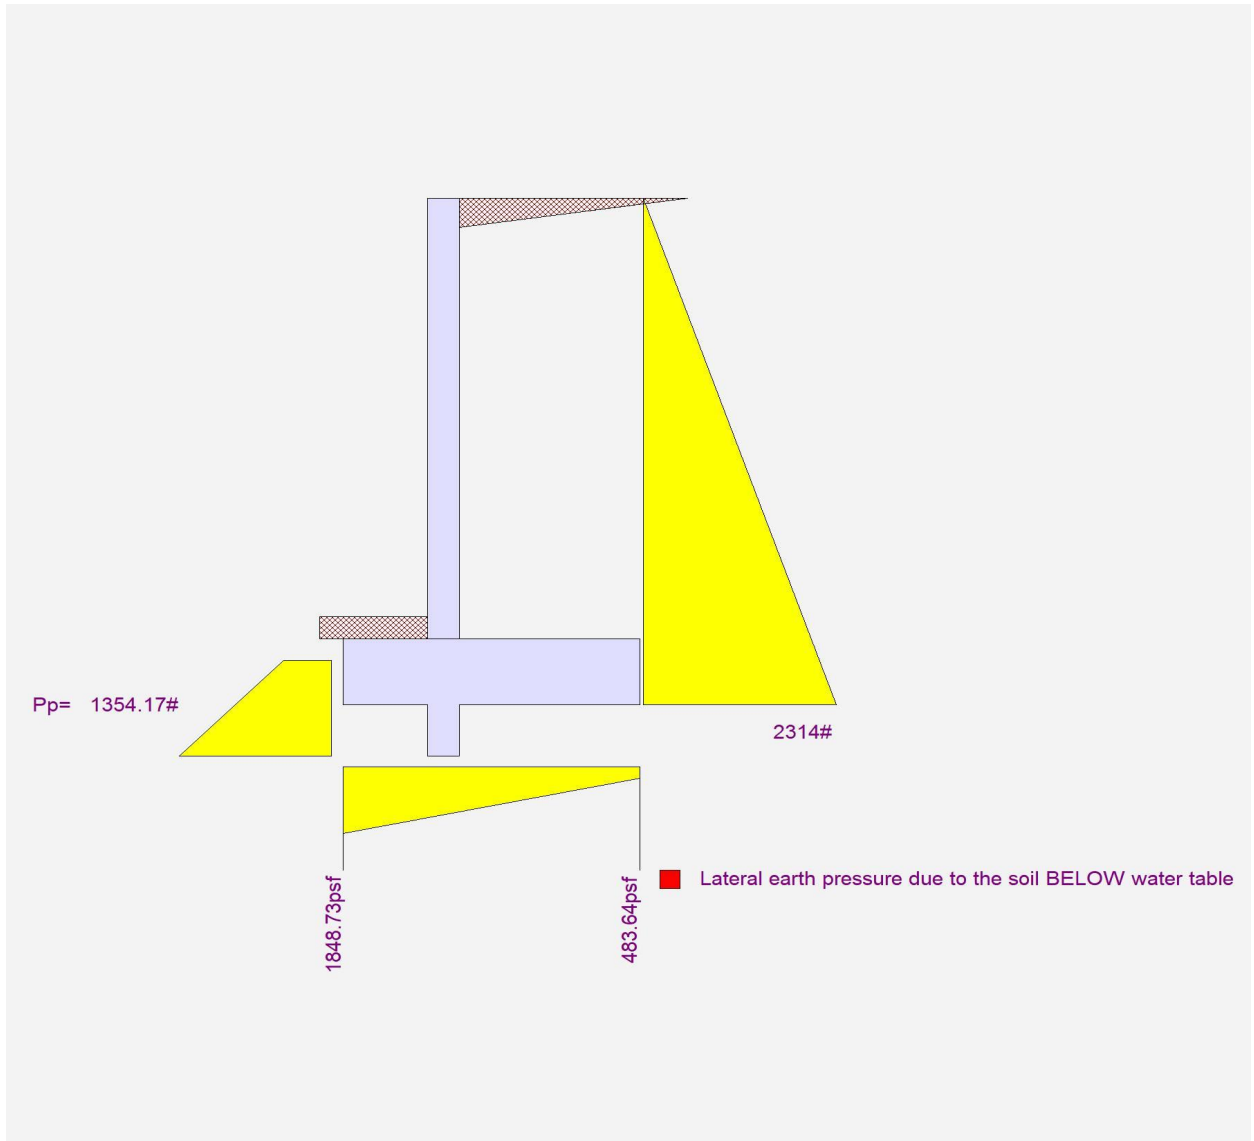 Pp= 1354.17#
2314#
1848.73psf
483.64psf
Lateral earth pressure due to the soil BELOW water table